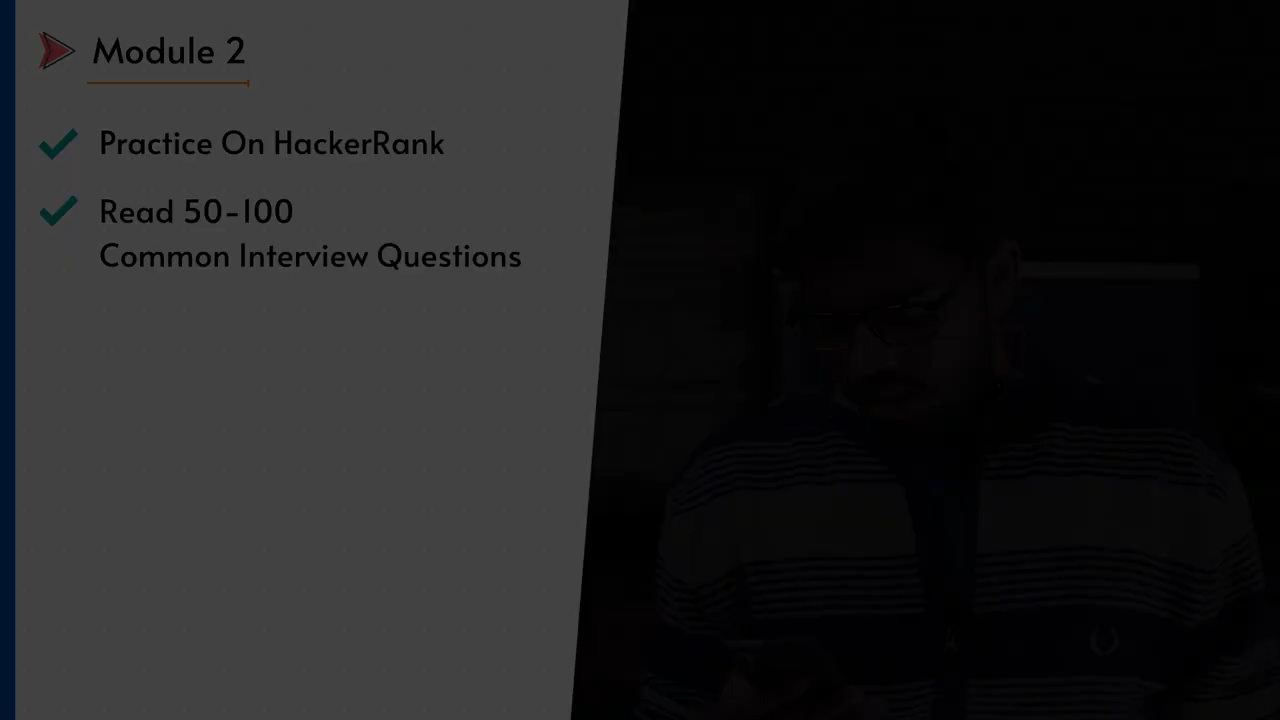 Module 2
Practice On HackerRank
Read 50-100
Common Interview Questions